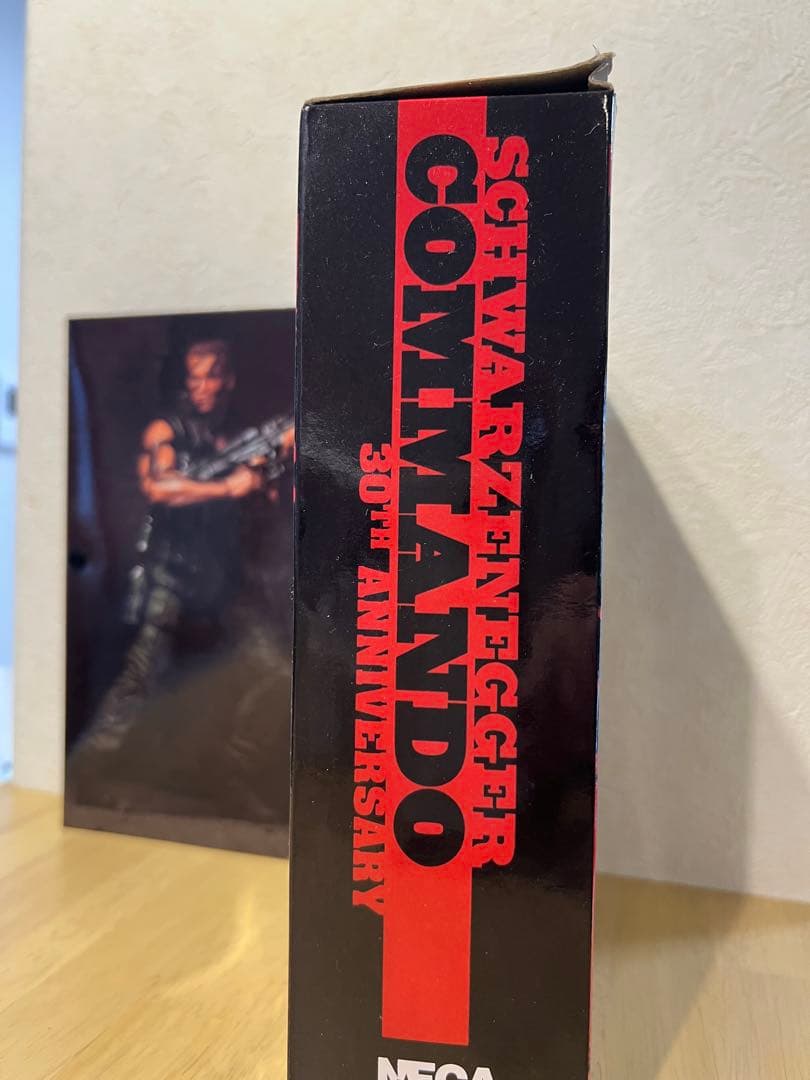 SCHWARZENEGGER
COMMANDO
30TH ANNIVERSARY
NECA